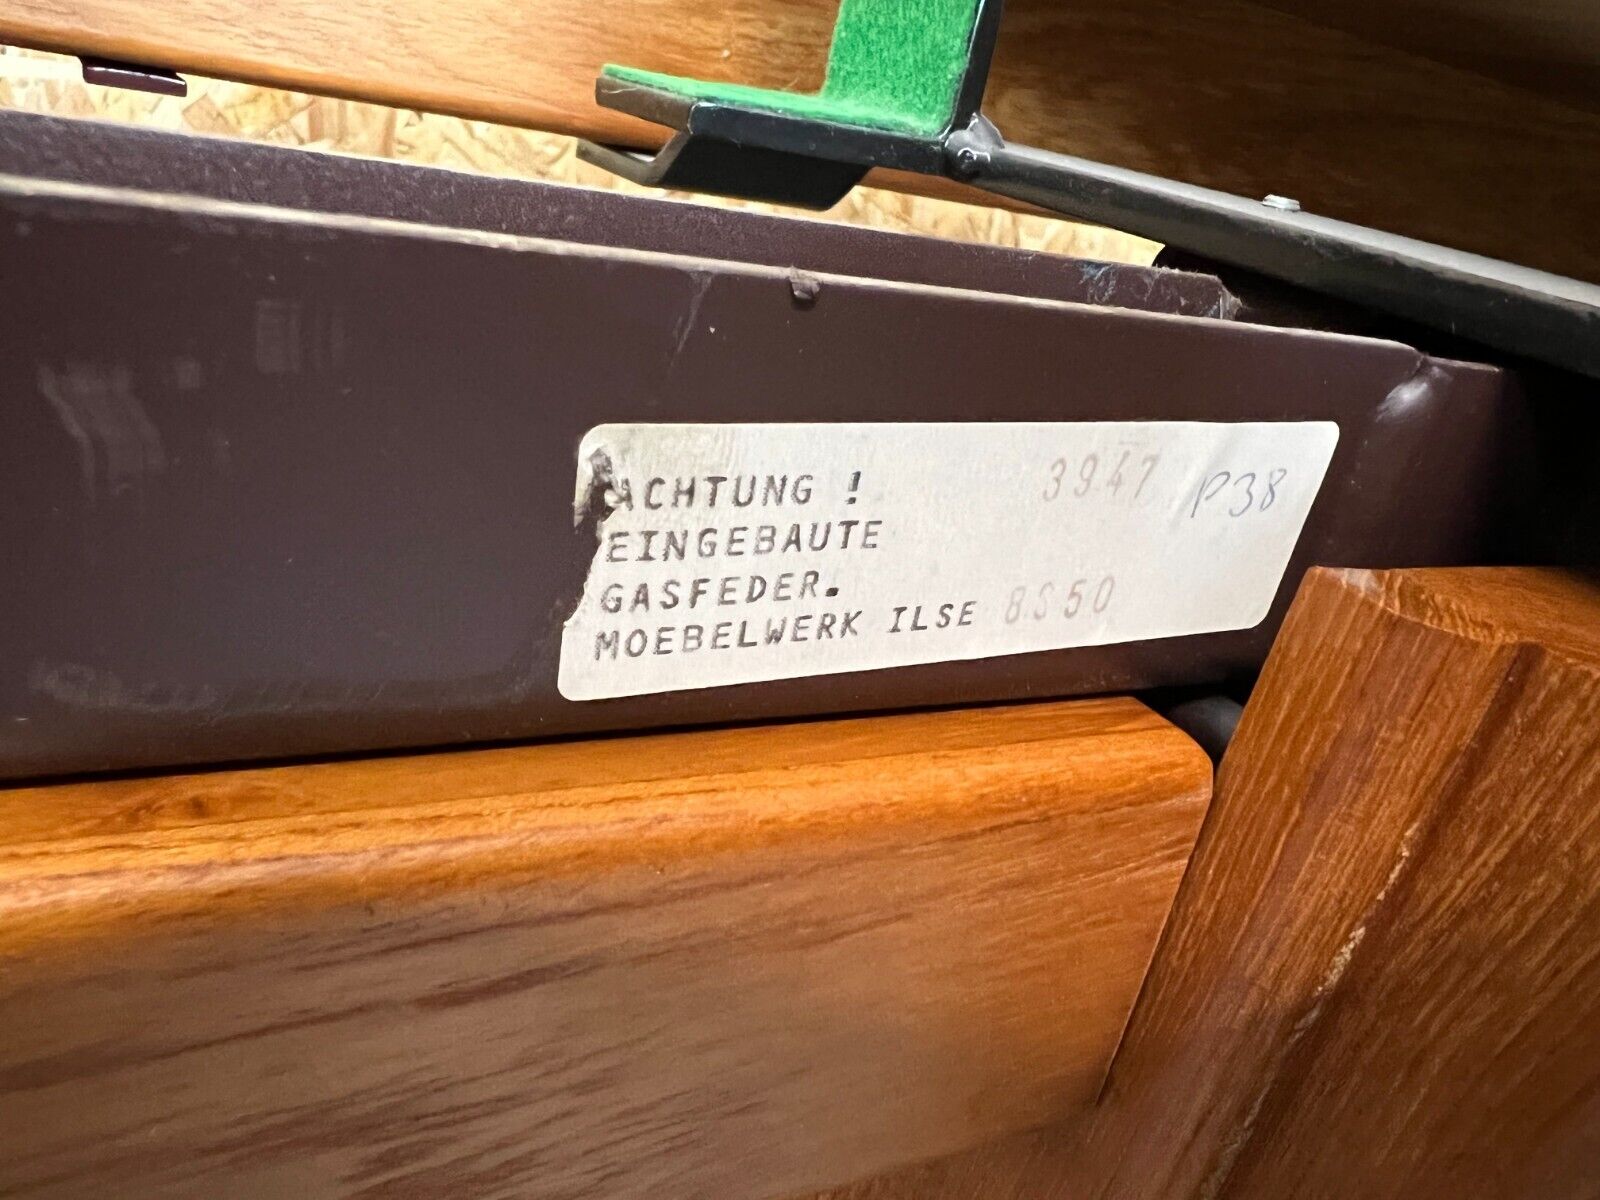 ACHTUNG ! 3947 P38
EINGEBAUTE
GASFEDER.
MOEBELWERK ILSE 8S50